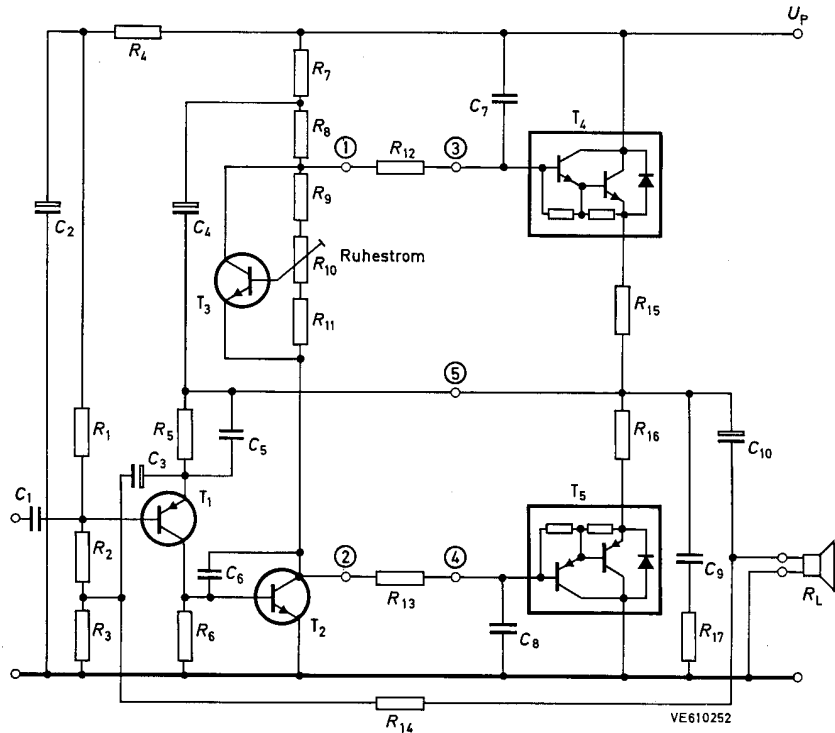 U_P
R_4
R_7
C_7
T_4
R_8
1
R_12
3
R_9
C_2
C_4
Ruhestrom
R_10
T_3
R_11
R_15
5
R_1
R_5
C_5
R_16
C_10
C_3
C_1
T_1
T_5
R_2
C_6
2
4
C_9
R_13
R_L
R_3
R_6
T_2
C_8
R_17
R_14
VE610252